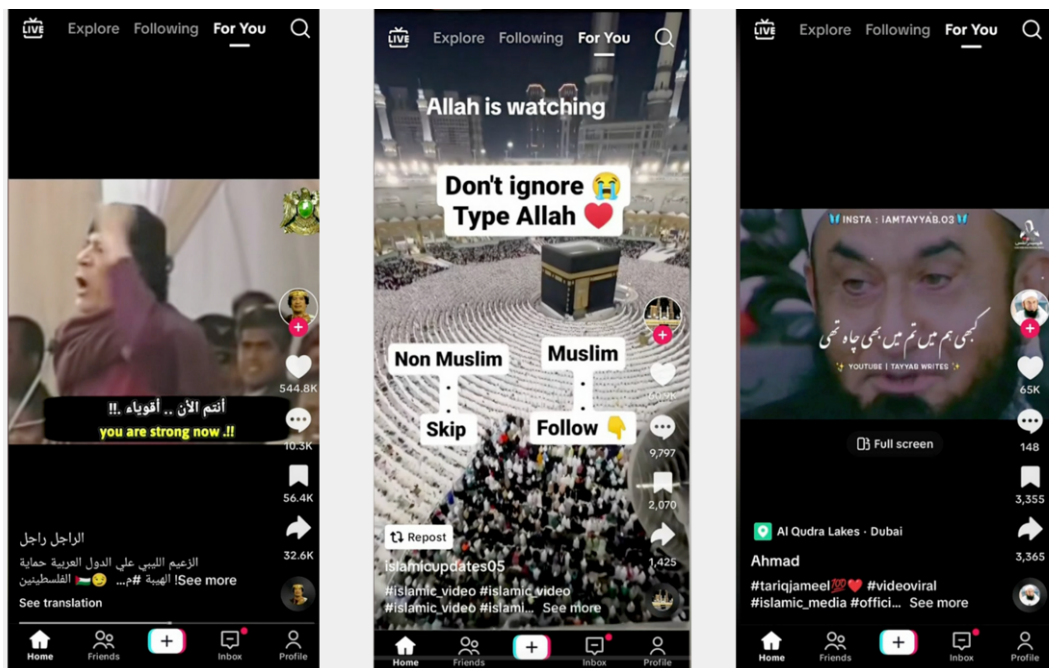 LIVE Explore Following For You
أنتم الأن .. أقوياء .!!
you are strong now .!!
544.8K
10.3K
56.4K
32.6K
الراجل راجل
الزعيم الليبي علي الدول العربية حماية
الفلسطينين 🇵🇸😏 ...م# الهيبة !See more
See translation
Home Friends Inbox Profile
LIVE Explore Following For You
Allah is watching
Don't ignore 😭
Type Allah ❤️
Non Muslim
.
.
Skip
Muslim
.
.
Follow 👇
9,797
2,070
1,425
Repost
islamicupdates05
#islamic_video #islamic_video
#islamic_video #islami... See more
Home Friends Inbox Profile
LIVE Explore Following For You
INSTA : IAMTAYYAB.03
کبھی ہم میں تم میں بھی چاہ تھی
YOUTUBE | TAYYAB WRITES
65K
148
3,355
3,365
Full screen
Al Qudra Lakes · Dubai
Ahmad
#tariqjameel💯❤️ #videoviral
#islamic_media #offici... See more
Home Friends Inbox Profile